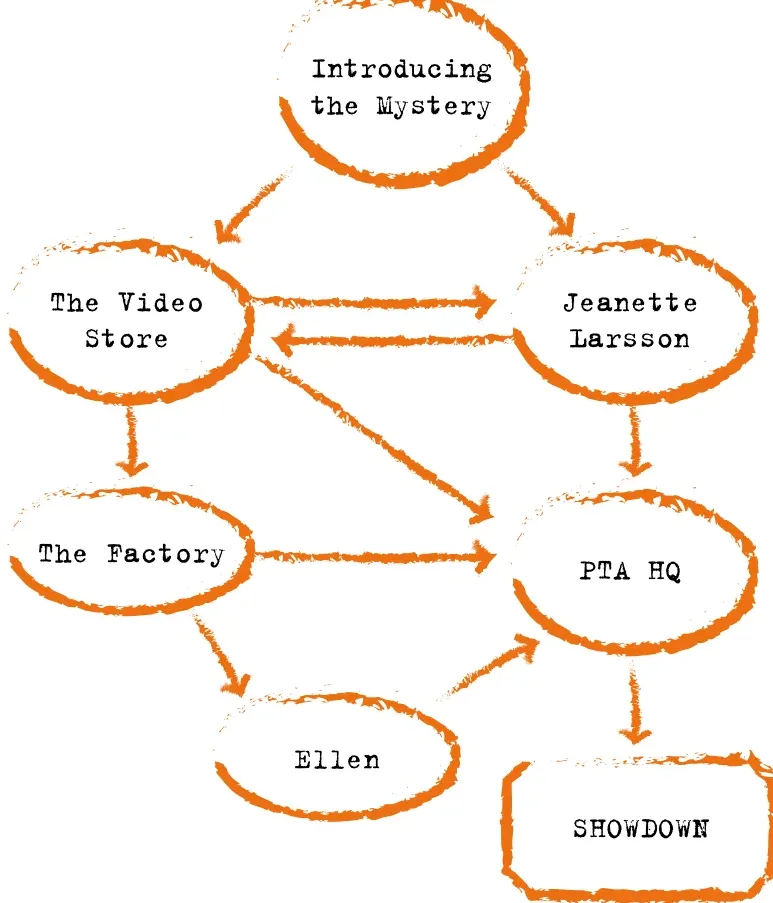 Introducing
the Mystery
The Video
Store
Jeanette
Larsson
The Factory
PTA HQ
Ellen
SHOWDOWN